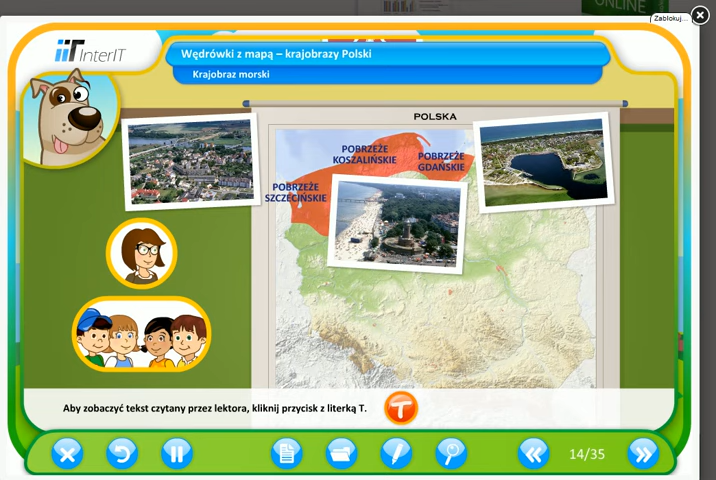 ONLINE
Zablokuj...
InterIT
Wędrówki z mapą – krajobrazy Polski
Krajobraz morski
POLSKA
POBRZEŻE
KOSZALIŃSKIE
POBRZEŻE
GDAŃSKIE
POBRZEŻE
SZCZECIŃSKIE
Aby zobaczyć tekst czytany przez lektora, kliknij przycisk z literką T.
T
14/35